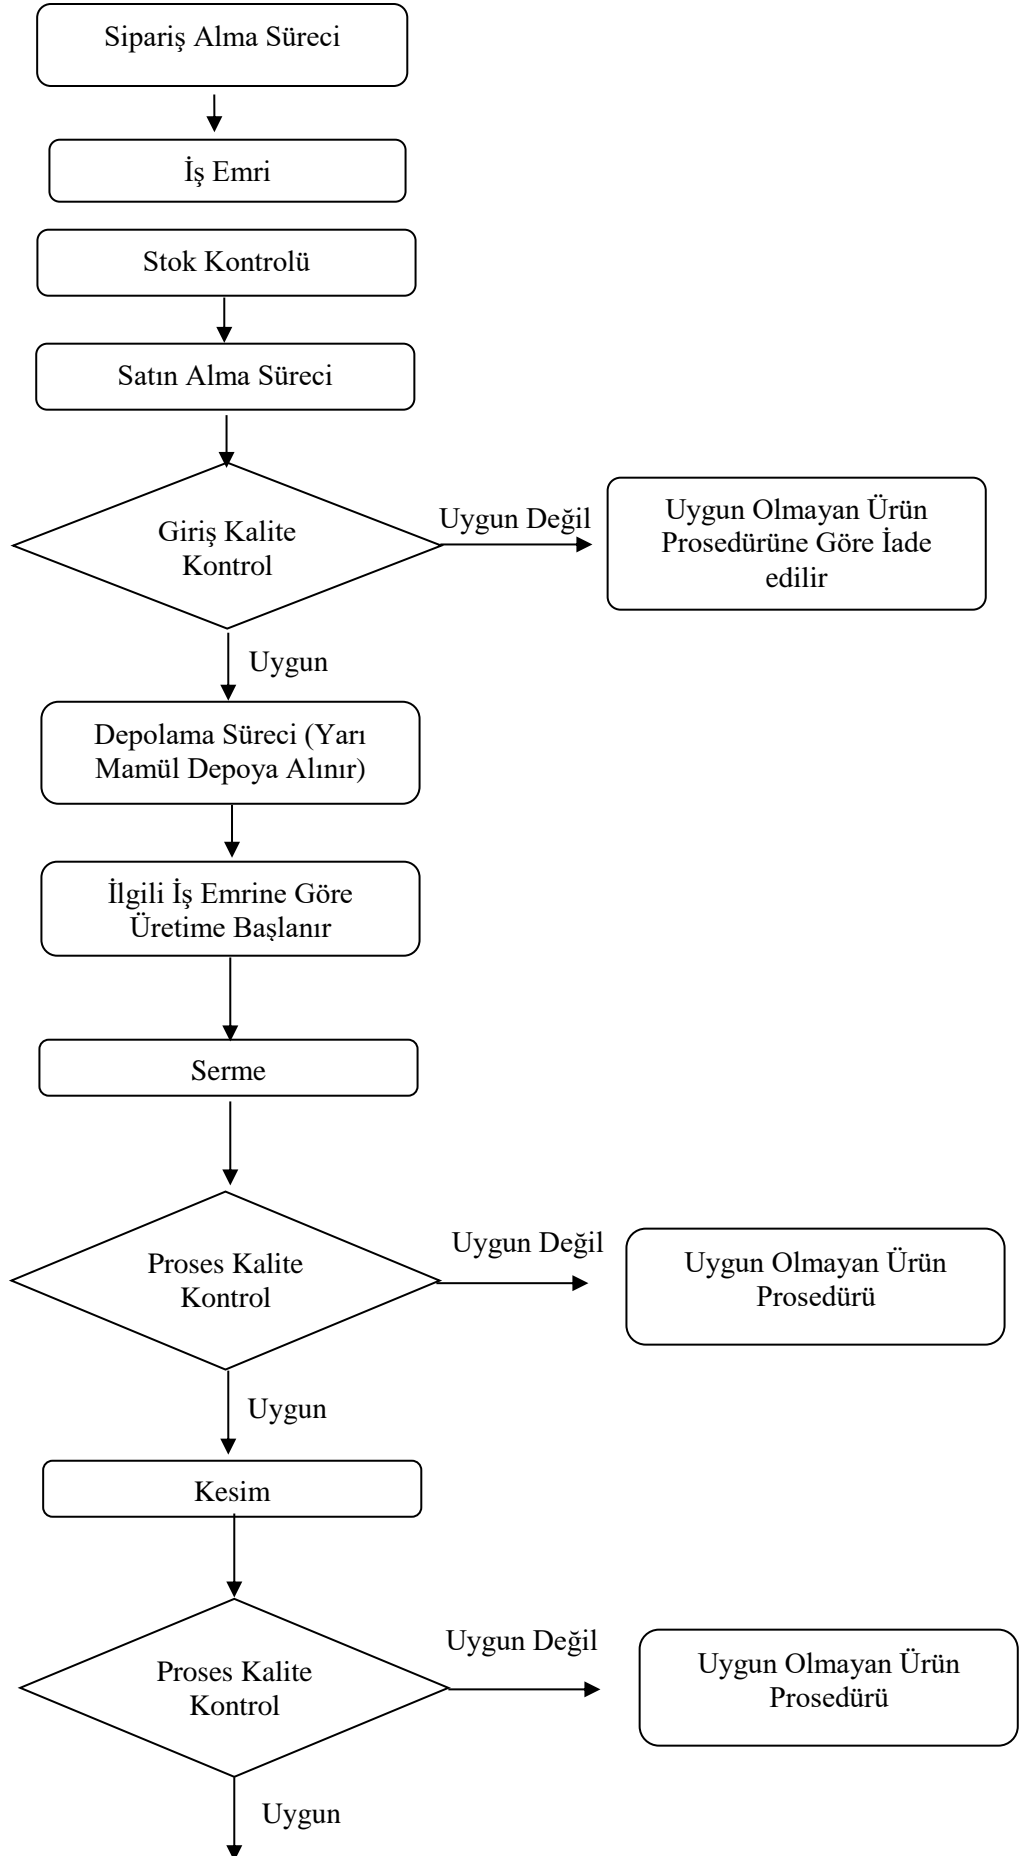 Sipariş Alma Süreci
İş Emri
Stok Kontrolü
Satın Alma Süreci
Giriş Kalite
Kontrol
Uygun Değil
Uygun Olmayan Ürün
Prosedürüne Göre İade
edilir
Uygun
Depolama Süreci (Yarı
Mamül Depoya Alınır)
İlgili İş Emrine Göre
Üretime Başlanır
Serme
Proses Kalite
Kontrol
Uygun Değil
Uygun Olmayan Ürün
Prosedürü
Uygun
Kesim
Proses Kalite
Kontrol
Uygun Değil
Uygun Olmayan Ürün
Prosedürü
Uygun